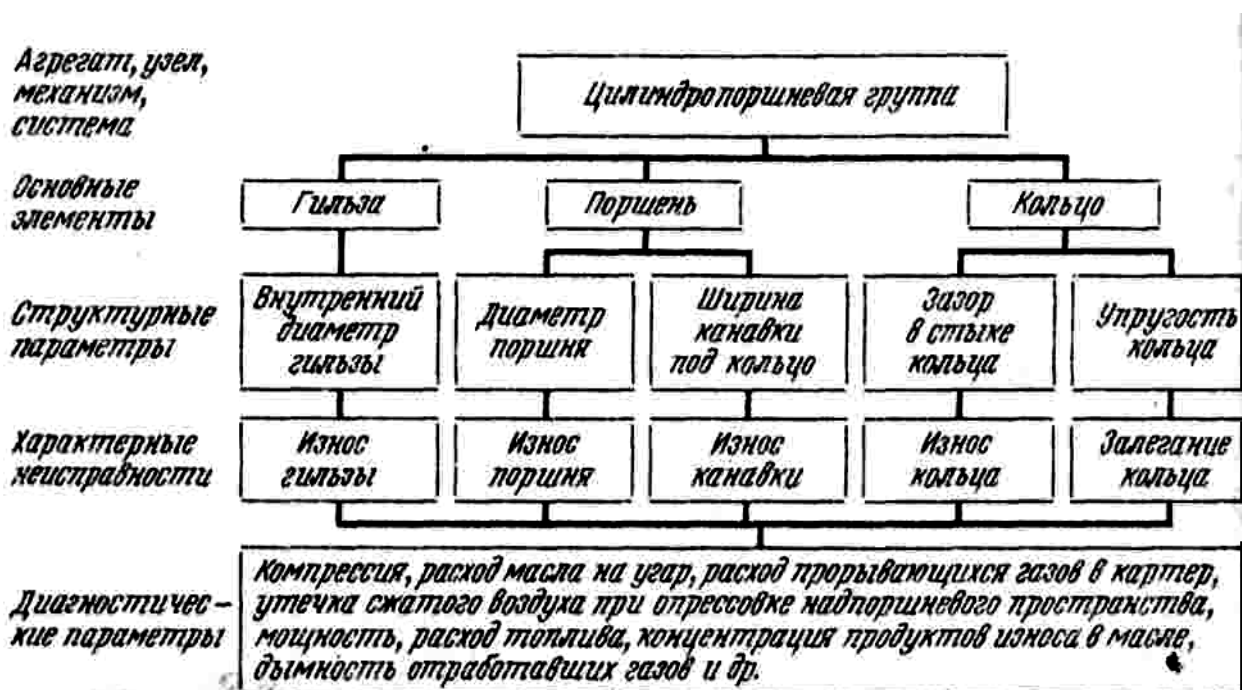 Агрегат, узел,
механизм,
система
Цилиндропоршневая группа
Основные
элементы
Гильза
Поршень
Кольцо
Структурные
параметры
Внутренний
диаметр
гильзы
Диаметр
поршня
Ширина
канавки
под кольцо
Зазор
в стыке
кольца
Упругость
кольца
Характерные
неисправности
Износ
гильзы
Износ
поршня
Износ
канавки
Износ
кольца
Залегание
кольца
Диагностичес-
кие параметры
Компрессия, расход масла на угар, расход прорывающихся газов в картер,
утечка сжатого воздуха при опрессовке надпоршневого пространства,
мощность, расход топлива, концентрация продуктов износа в масле,
дымность отработавших газов и др.